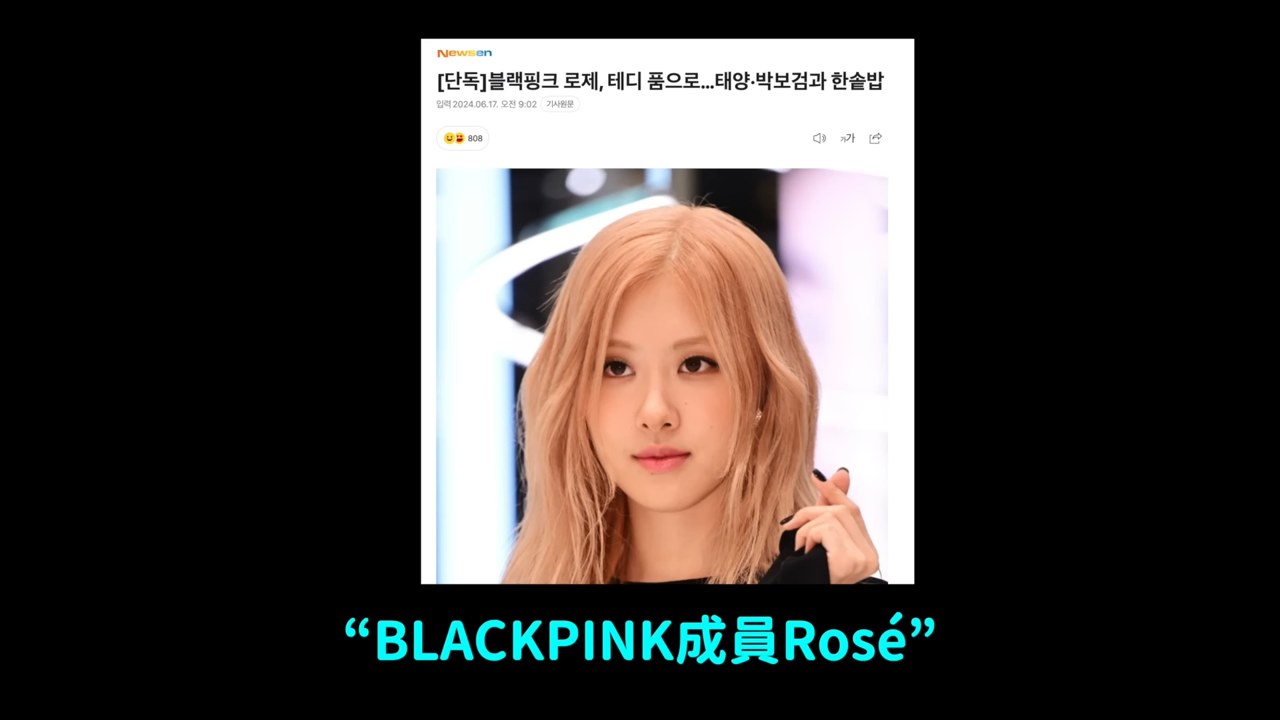 Newsen
[단독]블랙핑크 로제, 테디 품으로...태양·박보검과 한솥밥
입력 2024.06.17. 오전 9:02 기사원문
808 가가
“BLACKPINK成員Rosé”